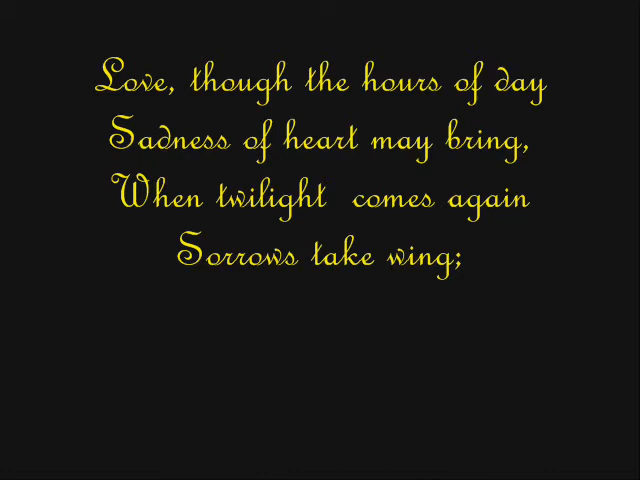 Love, though the hours of day
Sadness of heart may bring,
When twilight  comes again
Sorrows take wing;